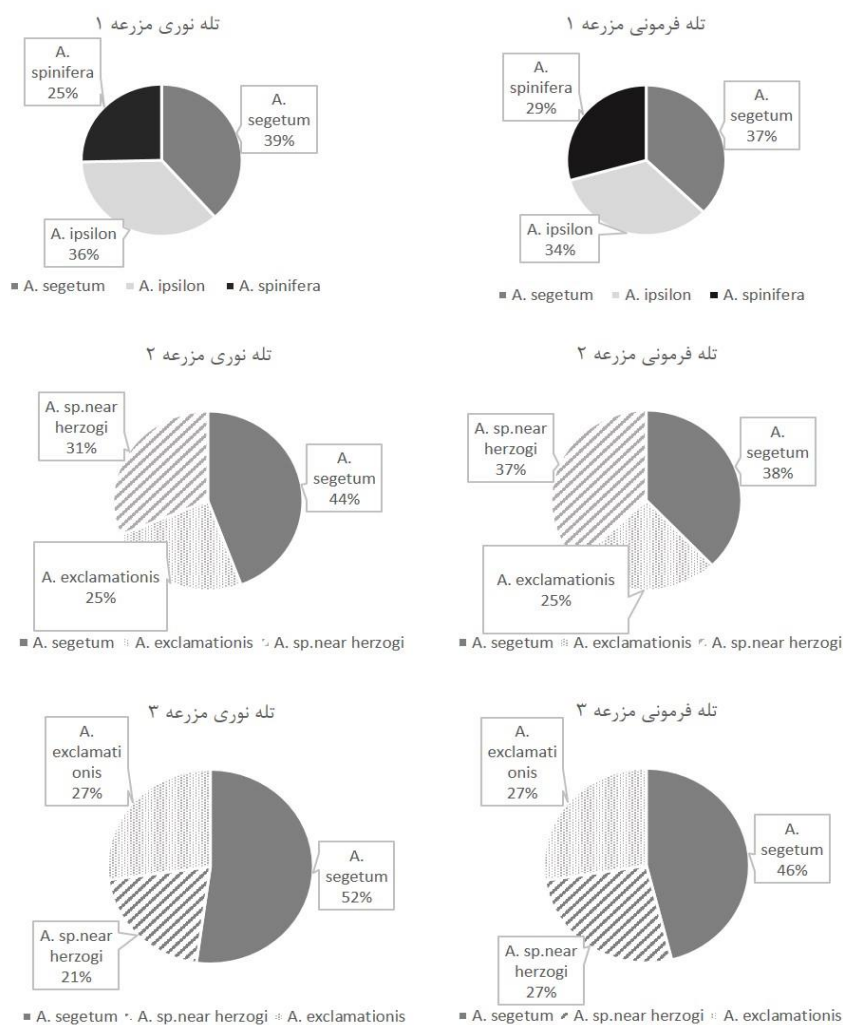 تله نوری مزرعه ۱
A.
spinifera
25%
A.
segetum
39%
A. ipsilon
36%
A. segetum A. ipsilon A. spinifera
تله فرمونی مزرعه ۱
A.
spinifera
29%
A.
segetum
37%
A. ipsilon
34%
A. segetum A. ipsilon A. spinifera
تله نوری مزرعه ۲
A. sp.near
herzogi
31%
A.
segetum
44%
A. exclamationis
25%
A. segetum A. exclamationis A. sp.near herzogi
تله فرمونی مزرعه ۲
A. sp.near
herzogi
37%
A.
segetum
38%
A. exclamationis
25%
A. segetum A. exclamationis A. sp.near herzogi
تله نوری مزرعه ۳
A.
exclamati
onis
27%
A.
segetum
52%
A. sp.near
herzogi
21%
A. segetum A. sp.near herzogi A. exclamationis
تله فرمونی مزرعه ۳
A.
exclamati
onis
27%
A.
segetum
46%
A. sp.near
herzogi
27%
A. segetum A. sp.near herzogi A. exclamationis